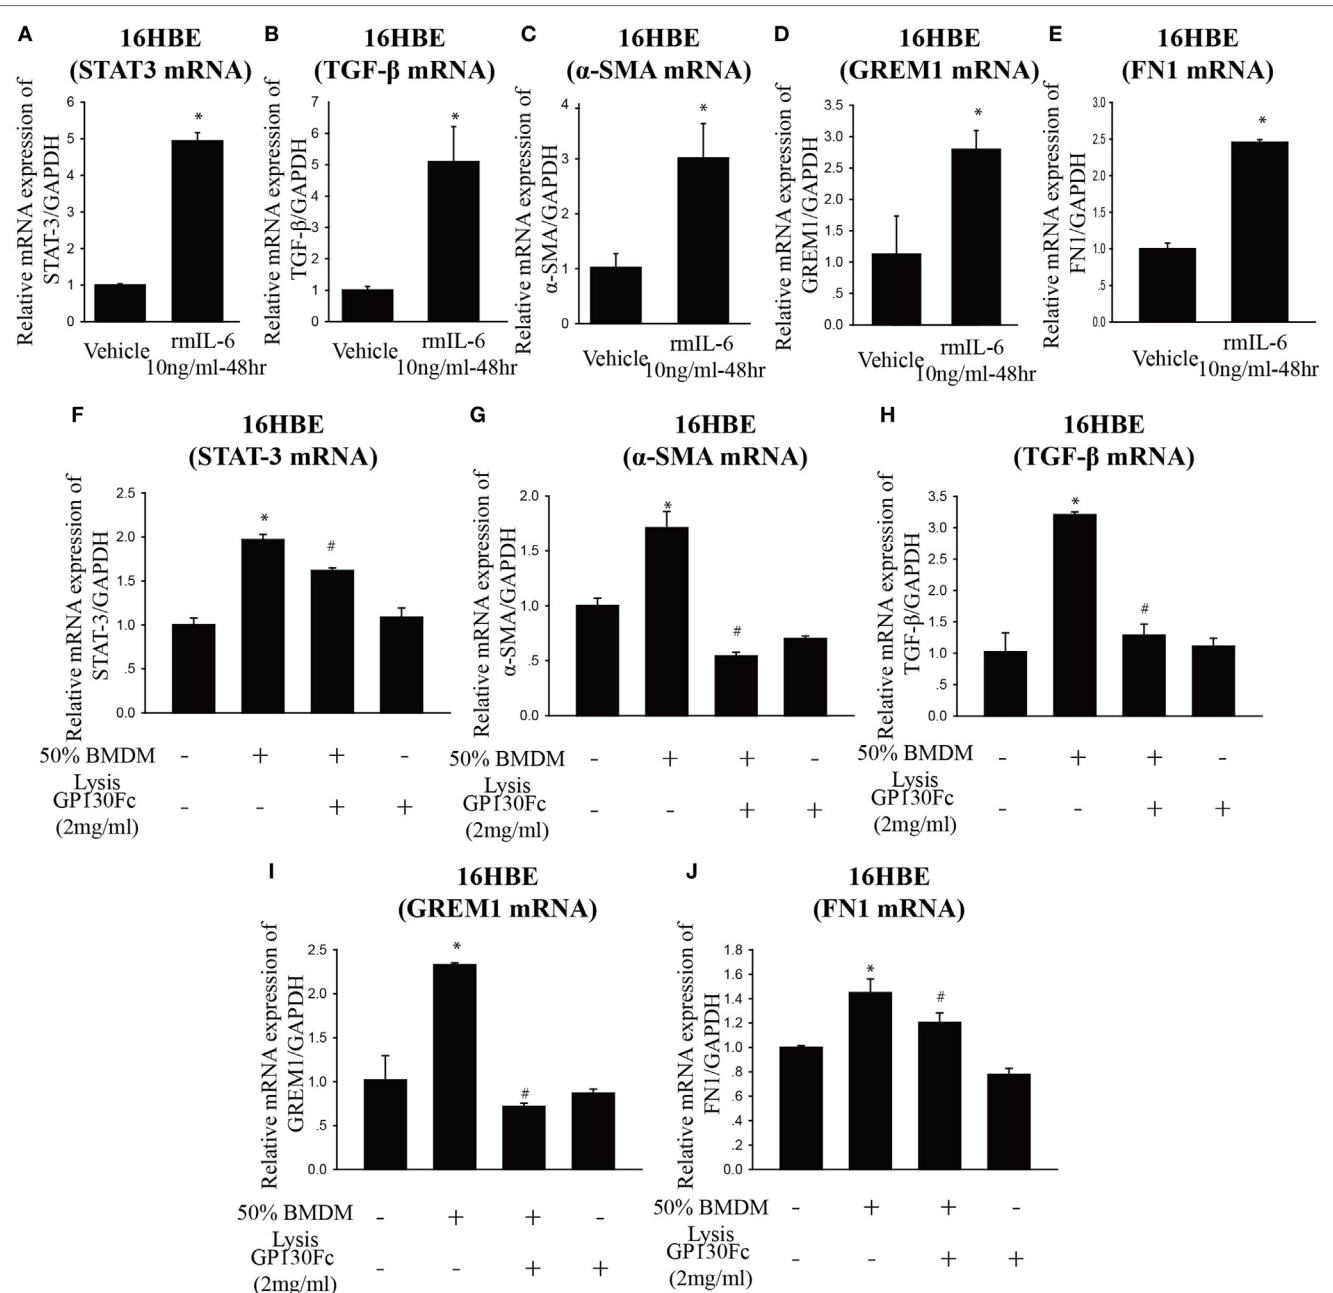 A
16HBE
(STAT3 mRNA)
Relative mRNA expression of
STAT-3/GAPDH
6
5
4
3
2
1
0
*
Vehicle
rmIL-6
10ng/ml-48hr
B
16HBE
(TGF-β mRNA)
Relative mRNA expression of
TGF-β/GAPDH
7
6
5
4
3
2
1
0
*
Vehicle
rmIL-6
10ng/ml-48hr
C
16HBE
(α-SMA mRNA)
Relative mRNA expression of
α-SMA/GAPDH
4
3
2
1
0
*
Vehicle
rmIL-6
10ng/ml-48hr
D
16HBE
(GREM1 mRNA)
Relative mRNA expression of
GREM1/GAPDH
3.5
3.0
2.5
2.0
1.5
1.0
.5
0.0
*
Vehicle
rmIL-6
10ng/ml-48hr
E
16HBE
(FN1 mRNA)
Relative mRNA expression of
FN1/GAPDH
3.0
2.5
2.0
1.5
1.0
.5
0.0
*
Vehicle
rmIL-6
10ng/ml-48hr
F
16HBE
(STAT-3 mRNA)
Relative mRNA expression of
STAT-3/GAPDH
2.5
2.0
1.5
1.0
.5
0.0
*
#
50% BMDM - + + -
Lysis
GP130Fc - - + +
(2mg/ml)
G
16HBE
(α-SMA mRNA)
Relative mRNA expression of
α-SMA/GAPDH
2.0
1.5
1.0
.5
0.0
*
#
50% BMDM - + + -
Lysis
GP130Fc - - + +
(2mg/ml)
H
16HBE
(TGF-β mRNA)
Relative mRNA expression of
TGF-β/GAPDH
3.5
3.0
2.5
2.0
1.5
1.0
.5
0.0
*
#
50% BMDM - + + -
Lysis
GP130Fc - - + +
(2mg/ml)
I
16HBE
(GREM1 mRNA)
Relative mRNA expression of
GREM1/GAPDH
2.5
2.0
1.5
1.0
.5
0.0
*
#
50% BMDM - + + -
Lysis
GP130Fc - - + +
(2mg/ml)
J
16HBE
(FN1 mRNA)
Relative mRNA expression of
FN1/GAPDH
1.8
1.6
1.4
1.2
1.0
.8
.6
.4
.2
0.0
*
#
50% BMDM - + + -
Lysis
GP130Fc - - + +
(2mg/ml)